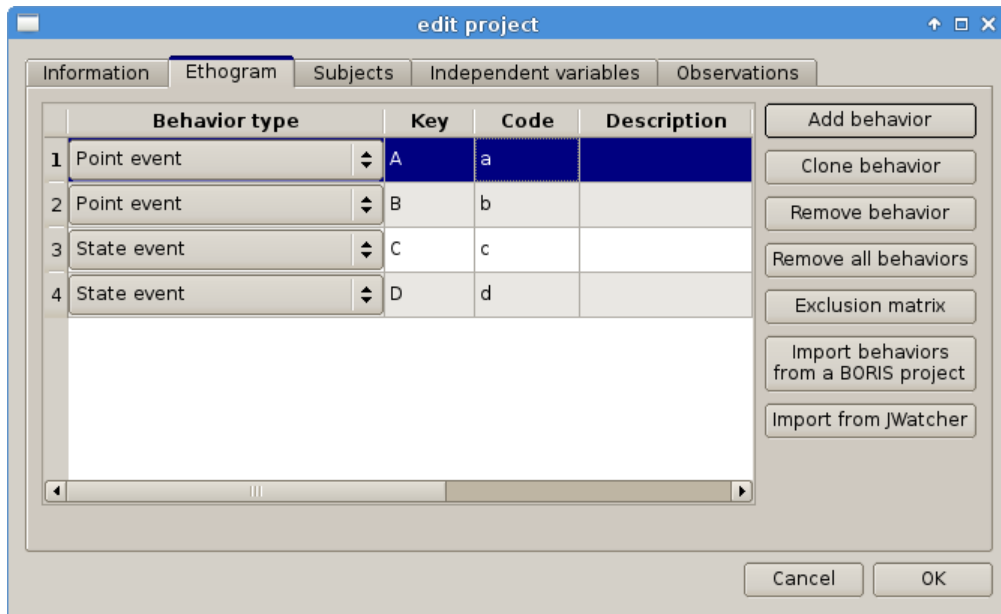 edit project
Information Ethogram Subjects Independent variables Observations
Behavior type Key Code Description
1 Point event A a
2 Point event B b
3 State event C c
4 State event D d
Add behavior
Clone behavior
Remove behavior
Remove all behaviors
Exclusion matrix
Import behaviors
from a BORIS project
Import from JWatcher
Cancel OK